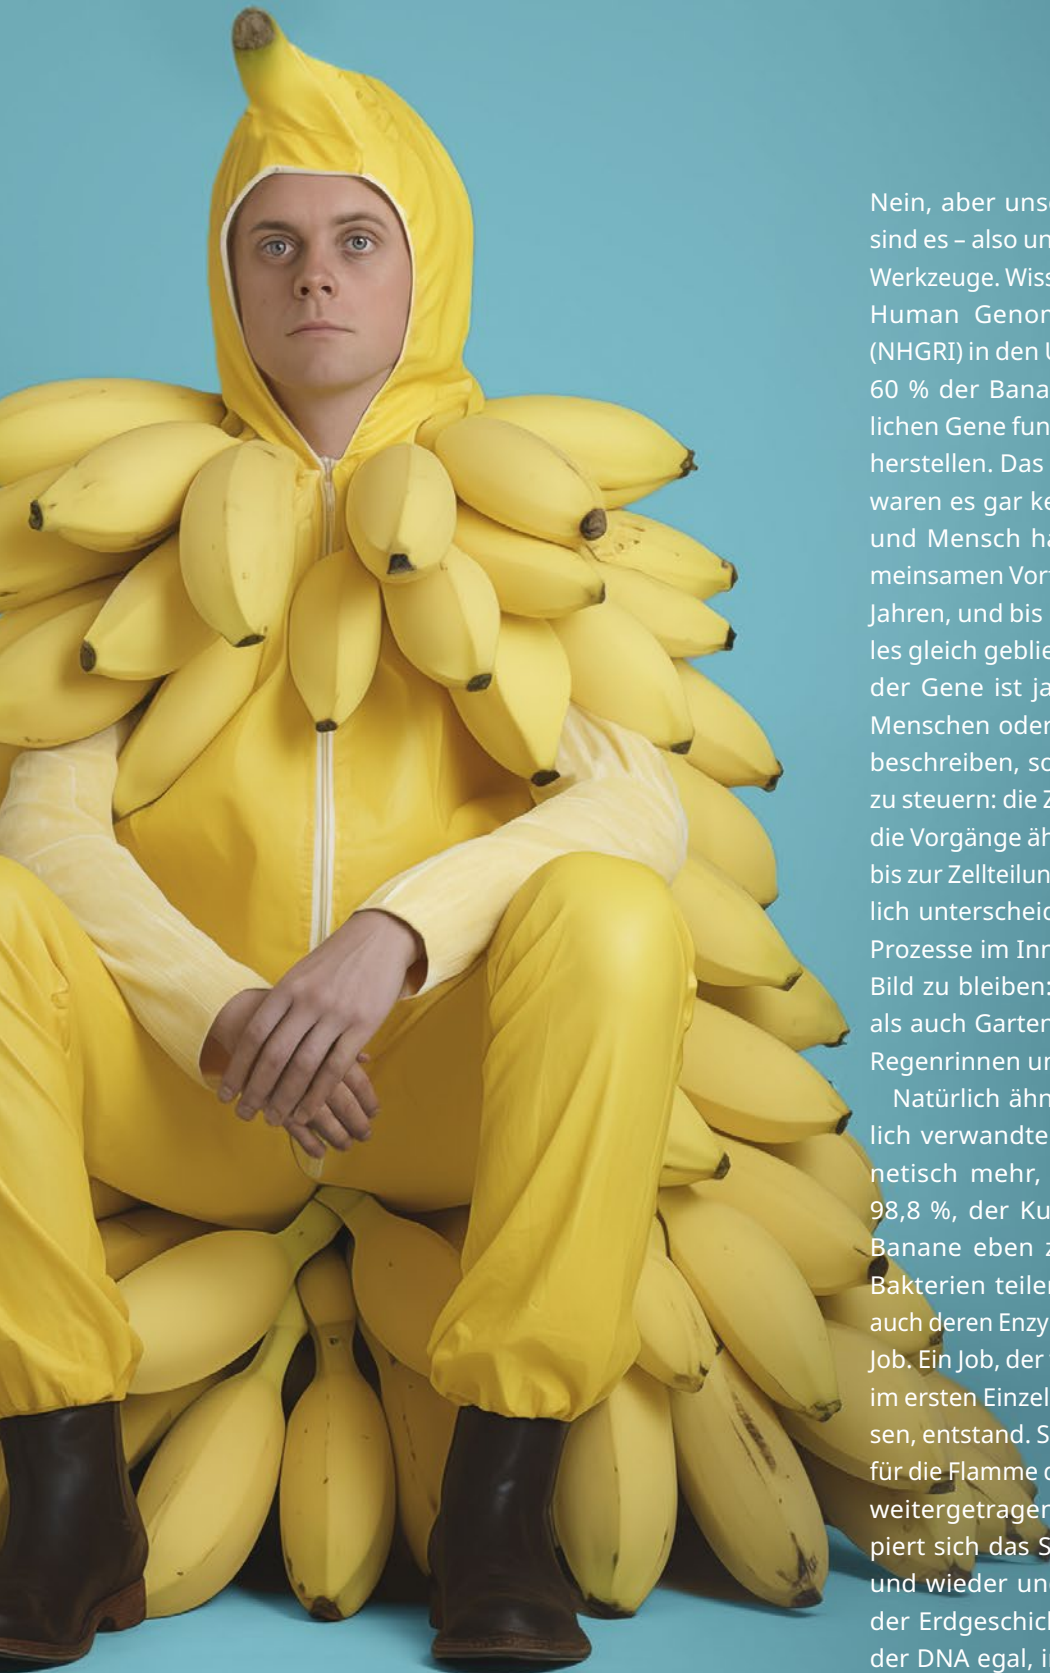 Nein, aber uns
sind es – also un
Werkzeuge. Wiss
Human Genon
(NHGRI) in den U
60 % der Bana
lichen Gene fun
herstellen. Das
waren es gar ke
und Mensch ha
meinsamen Vor
Jahren, und bis
les gleich geblie
der Gene ist ja
Menschen oder
beschreiben, so
zu steuern: die Z
die Vorgänge äh
bis zur Zellteilun
lich unterscheid
Prozesse im Inn
Bild zu bleiben:
als auch Garten
Regenrinnen un
Natürlich ähn
lich verwandte
netisch mehr,
98,8 %, der Ku
Banane eben z
Bakterien teilen
auch deren Enzy
Job. Ein Job, der
im ersten Einzel
sen, entstand. S
für die Flamme d
weitergetragen
piert sich das S
und wieder und
der Erdgeschich
der DNA egal, i